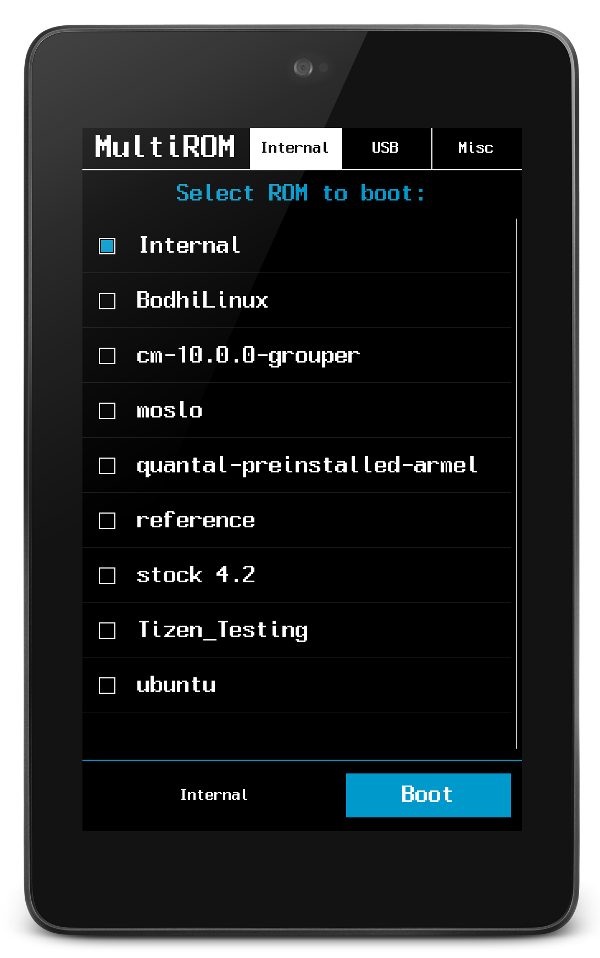 MultiROM Internal USB Misc
Select ROM to boot:
Internal
BodhiLinux
cm-10.0.0-grouper
moslo
quantal-preinstalled-armel
reference
stock 4.2
Tizen_Testing
ubuntu
Internal Boot